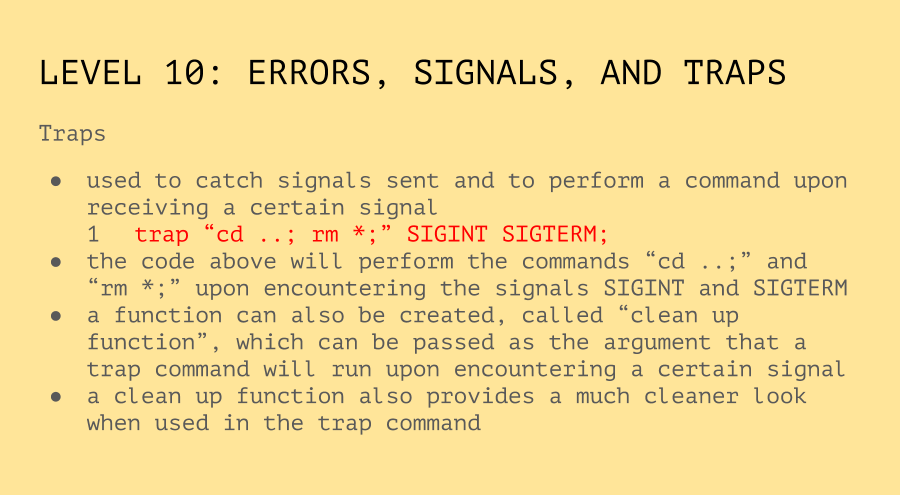 LEVEL 10: ERRORS, SIGNALS, AND TRAPS
Traps
● used to catch signals sent and to perform a command upon
receiving a certain signal
1 trap “cd ..; rm *;” SIGINT SIGTERM;
● the code above will perform the commands “cd ..;” and
“rm *;” upon encountering the signals SIGINT and SIGTERM
● a function can also be created, called “clean up
function”, which can be passed as the argument that a
trap command will run upon encountering a certain signal
● a clean up function also provides a much cleaner look
when used in the trap command